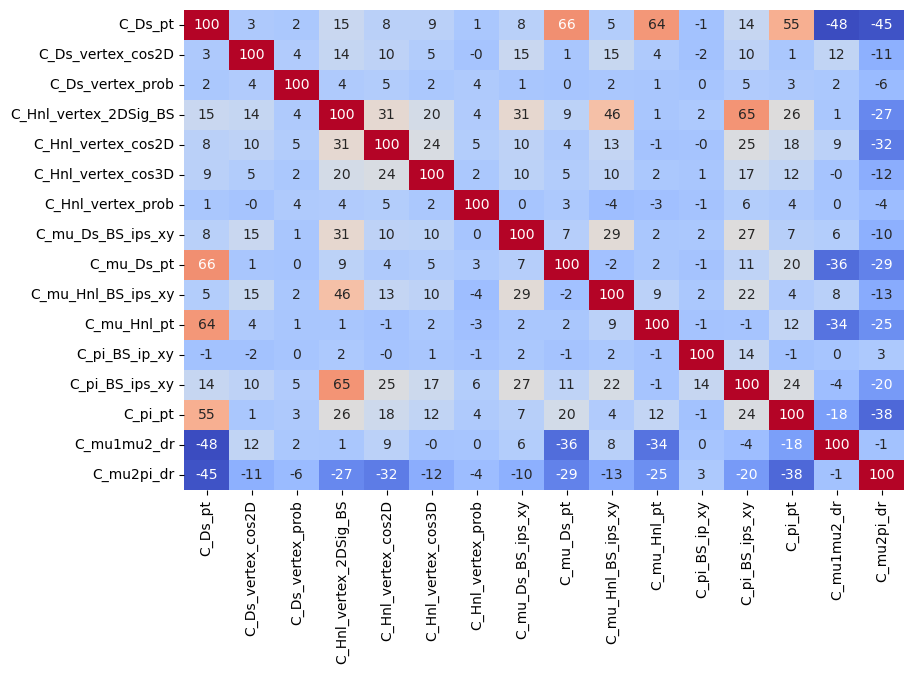 C_Ds_pt 100 3 2 15 8 9 1 8 66 5 64 -1 14 55 -48 -45
C_Ds_vertex_cos2D 3 100 4 14 10 5 -0 15 1 15 4 -2 10 1 12 -11
C_Ds_vertex_prob 2 4 100 4 5 2 4 1 0 2 1 0 5 3 2 -6
C_Hnl_vertex_2DSig_BS 15 14 4 100 31 20 4 31 9 46 1 2 65 26 1 -27
C_Hnl_vertex_cos2D 8 10 5 31 100 24 5 10 4 13 -1 -0 25 18 9 -32
C_Hnl_vertex_cos3D 9 5 2 20 24 100 2 10 5 10 2 1 17 12 -0 -12
C_Hnl_vertex_prob 1 -0 4 4 5 2 100 0 3 -4 -3 -1 6 4 0 -4
C_mu_Ds_BS_ips_xy 8 15 1 31 10 10 0 100 7 29 2 2 27 7 6 -10
C_mu_Ds_pt 66 1 0 9 4 5 3 7 100 -2 2 -1 11 20 -36 -29
C_mu_Hnl_BS_ips_xy 5 15 2 46 13 10 -4 29 -2 100 9 2 22 4 8 -13
C_mu_Hnl_pt 64 4 1 1 -1 2 -3 2 2 9 100 -1 -1 12 -34 -25
C_pi_BS_ip_xy -1 -2 0 2 -0 1 -1 2 -1 2 -1 100 14 -1 0 3
C_pi_BS_ips_xy 14 10 5 65 25 17 6 27 11 22 -1 14 100 24 -4 -20
C_pi_pt 55 1 3 26 18 12 4 7 20 4 12 -1 24 100 -18 -38
C_mu1mu2_dr -48 12 2 1 9 -0 0 6 -36 8 -34 0 -4 -18 100 -1
C_mu2pi_dr -45 -11 -6 -27 -32 -12 -4 -10 -29 -13 -25 3 -20 -38 -1 100
C_Ds_pt
C_Ds_vertex_cos2D
C_Ds_vertex_prob
C_Hnl_vertex_2DSig_BS
C_Hnl_vertex_cos2D
C_Hnl_vertex_cos3D
C_Hnl_vertex_prob
C_mu_Ds_BS_ips_xy
C_mu_Ds_pt
C_mu_Hnl_BS_ips_xy
C_mu_Hnl_pt
C_pi_BS_ip_xy
C_pi_BS_ips_xy
C_pi_pt
C_mu1mu2_dr
C_mu2pi_dr